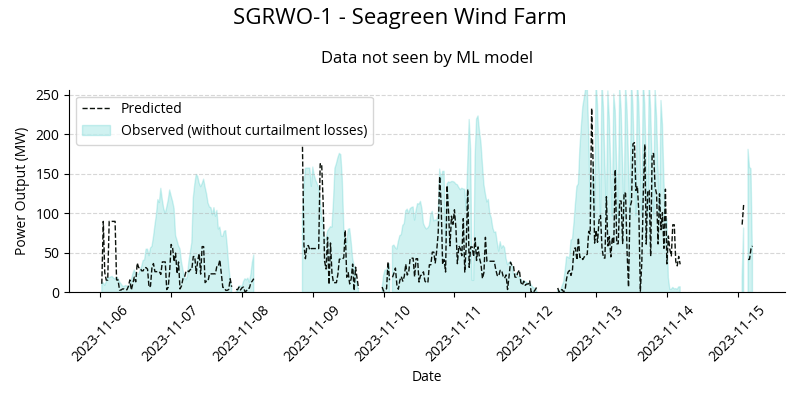 SGRWO-1 - Seagreen Wind Farm
Data not seen by ML model
Power Output (MW)
250
200
150
100
50
0
Predicted
Observed (without curtailment losses)
2023-11-06
2023-11-07
2023-11-08
2023-11-09
2023-11-10
2023-11-11
2023-11-12
2023-11-13
2023-11-14
2023-11-15
Date